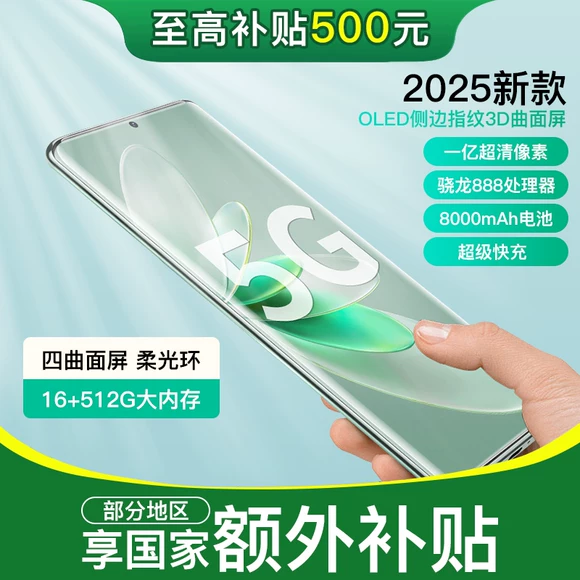 至高补贴500元
2025新款
OLED侧边指纹3D曲面屏
一亿超清像素
骁龙888处理器
8000mAh电池
超级快充
5G
四曲面屏 柔光环
16+512G大内存
部分地区
享国家额外补贴